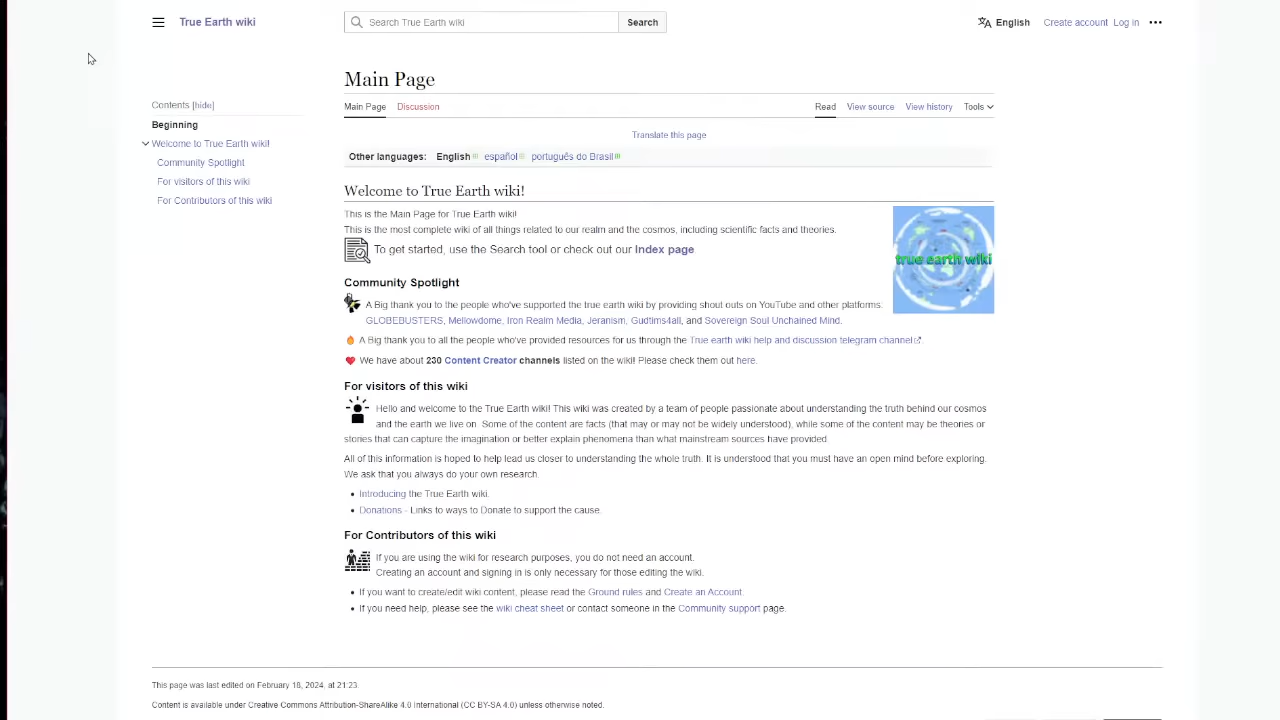 True Earth wiki
Search True Earth wiki
Search
English
Create account Log in
Main Page
Main Page Discussion
Read View source View history Tools
Contents [hide]
Beginning
Welcome to True Earth wiki!
Community Spotlight
For visitors of this wiki
For Contributors of this wiki
Translate this page
Other languages: English español português do Brasil
Welcome to True Earth wiki!
This is the Main Page for True Earth wiki!
This is the most complete wiki of all things related to our realm and the cosmos, including scientific facts and theories.
To get started, use the Search tool or check out our Index page
true earth wiki
Community Spotlight
A Big thank you to the people who've supported the true earth wiki by providing shout outs on YouTube and other platforms:
GLOBEBUSTERS, Mellowdome, Iron Realm Media, Jeranism, Gudtims4all, and Sovereign Soul Unchained Mind.
A Big thank you to all the people who've provided resources for us through the True earth wiki help and discussion telegram channel.
We have about 230 Content Creator channels listed on the wiki! Please check them out here.
For visitors of this wiki
Hello and welcome to the True Earth wiki! This wiki was created by a team of people passionate about understanding the truth behind our cosmos
and the earth we live on. Some of the content are facts (that may or may not be widely understood), while some of the content may be theories or
stories that can capture the imagination or better explain phenomena than what mainstream sources have provided
All of this information is hoped to help lead us closer to understanding the whole truth. It is understood that you must have an open mind before exploring.
We ask that you always do your own research.
Introducing the True Earth wiki.
Donations - Links to ways to Donate to support the cause.
For Contributors of this wiki
If you are using the wiki for research purposes, you do not need an account.
Creating an account and signing in is only necessary for those editing the wiki.
If you want to create/edit wiki content, please read the Ground rules and Create an Account.
If you need help, please see the wiki cheat sheet or contact someone in the Community support page.
This page was last edited on February 18, 2024, at 21:23.
Content is available under Creative Commons Attribution-ShareAlike 4.0 International (CC BY-SA 4.0) unless otherwise noted.